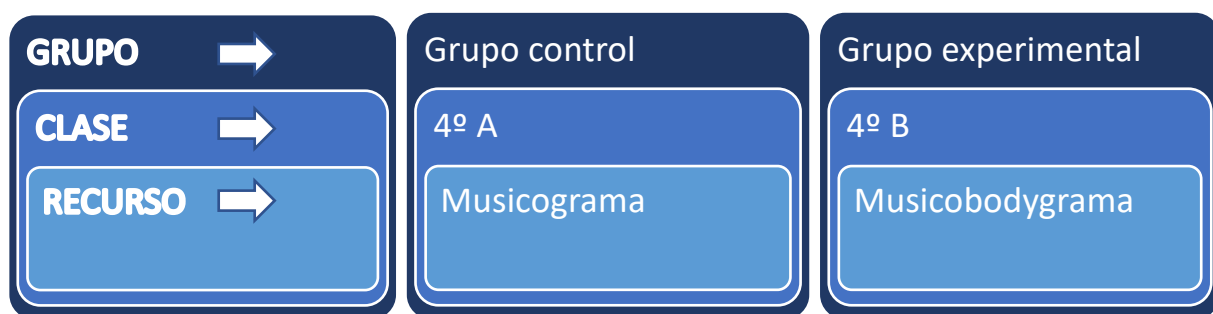 GRUPO
Grupo control
Grupo experimental
CLASE
4º A
4º B
RECURSO
Musicograma
Musicobodygrama